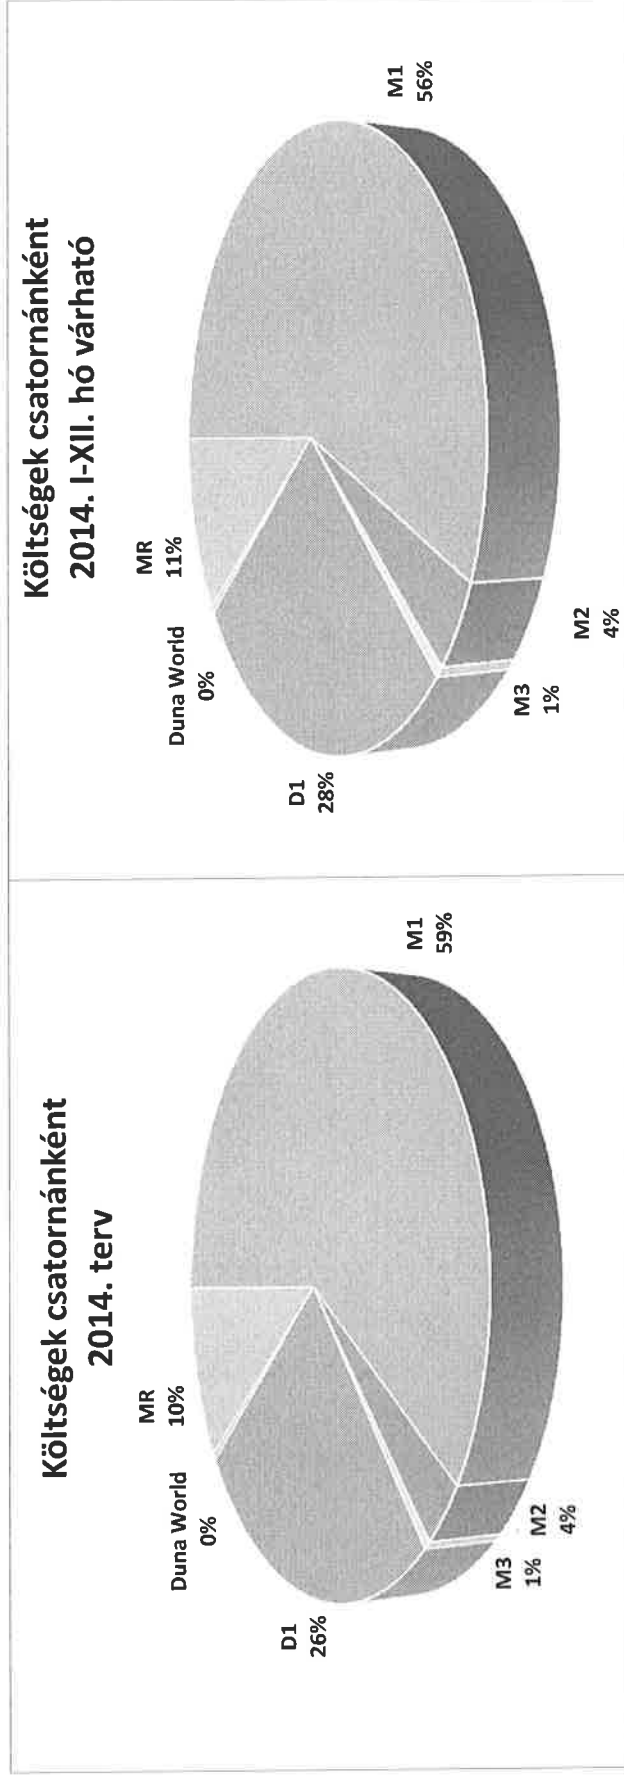 Költségek csatornánként
2014. terv
MR
10%
Duna World
0%
D1
26%
M3
1%
M2
4%
M1
59%
Költségek csatornánként
2014. I-XII. hó várható
MR
11%
Duna World
0%
D1
28%
M3
1%
M2
4%
M1
56%